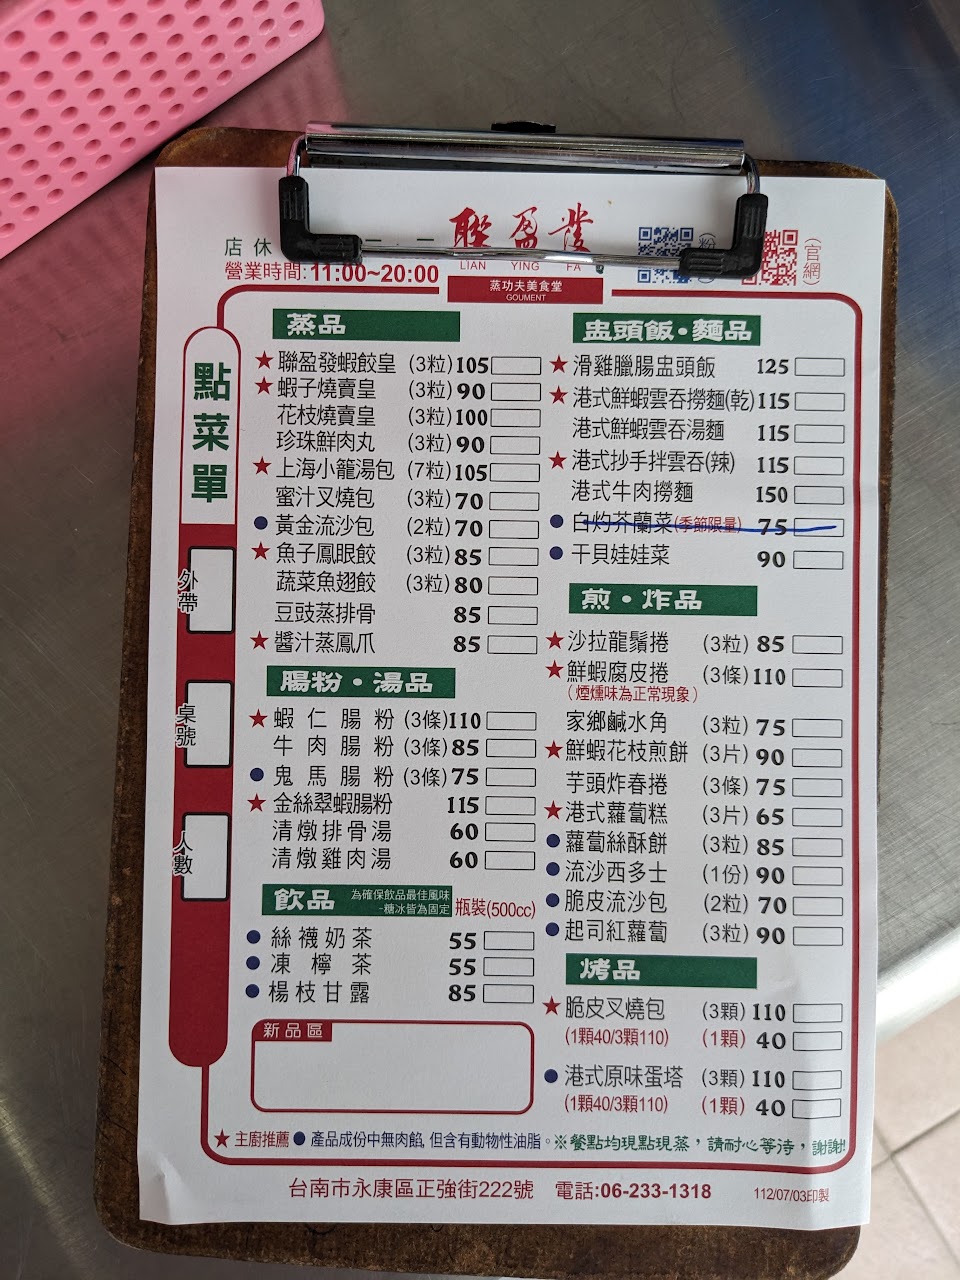 聯盈發
LIAN YING FA
蒸功夫美食堂
GOUMENT
店休
營業時間:11:00~20:00
(官網)
點菜單
外帶
桌號
人數
蒸品
★聯盈發蝦餃皇 (3粒) 105
★蝦子燒賣皇 (3粒) 90
花枝燒賣皇 (3粒) 100
珍珠鮮肉丸 (3粒) 90
★上海小籠湯包 (7粒) 105
蜜汁叉燒包 (3粒) 70
●黃金流沙包 (2粒) 70
★魚子鳳眼餃 (3粒) 85
蔬菜魚翅餃 (3粒) 80
豆豉蒸排骨 85
★醬汁蒸鳳爪 85
腸粉・湯品
★蝦仁腸粉 (3條) 110
牛肉腸粉 (3條) 85
●鬼馬腸粉 (3條) 75
★金絲翠蝦腸粉 115
清燉排骨湯 60
清燉雞肉湯 60
飲品 為確保飲品最佳風味
-糖冰皆為固定 瓶裝(500cc)
●絲襪奶茶 55
●凍檸茶 55
●楊枝甘露 85
新品區
盅頭飯・麵品
★滑雞臘腸盅頭飯 125
★港式鮮蝦雲吞撈麵(乾) 115
港式鮮蝦雲吞湯麵 115
★港式抄手拌雲吞(辣) 115
港式牛肉撈麵 150
●白灼芥蘭菜(季節限量) 75
●干貝娃娃菜 90
煎・炸品
★沙拉龍鬚捲 (3粒) 85
★鮮蝦腐皮捲 (3條) 110
(煙燻味為正常現象)
家鄉鹹水角 (3粒) 75
★鮮蝦花枝煎餅 (3片) 90
芋頭炸春捲 (3條) 75
★港式蘿蔔糕 (3片) 65
●蘿蔔絲酥餅 (3粒) 85
●流沙西多士 (1份) 90
●脆皮流沙包 (2粒) 70
●起司紅蘿蔔 (3粒) 90
烤品
★脆皮叉燒包 (3顆) 110
(1顆40/3顆110) (1顆) 40
●港式原味蛋塔 (3顆) 110
(1顆40/3顆110) (1顆) 40
★主廚推薦 ●產品成份中無肉餡,但含有動物性油脂。※餐點均現點現蒸,請耐心等待,謝謝!
台南市永康區正強街222號 電話:06-233-1318 112/07/03印製